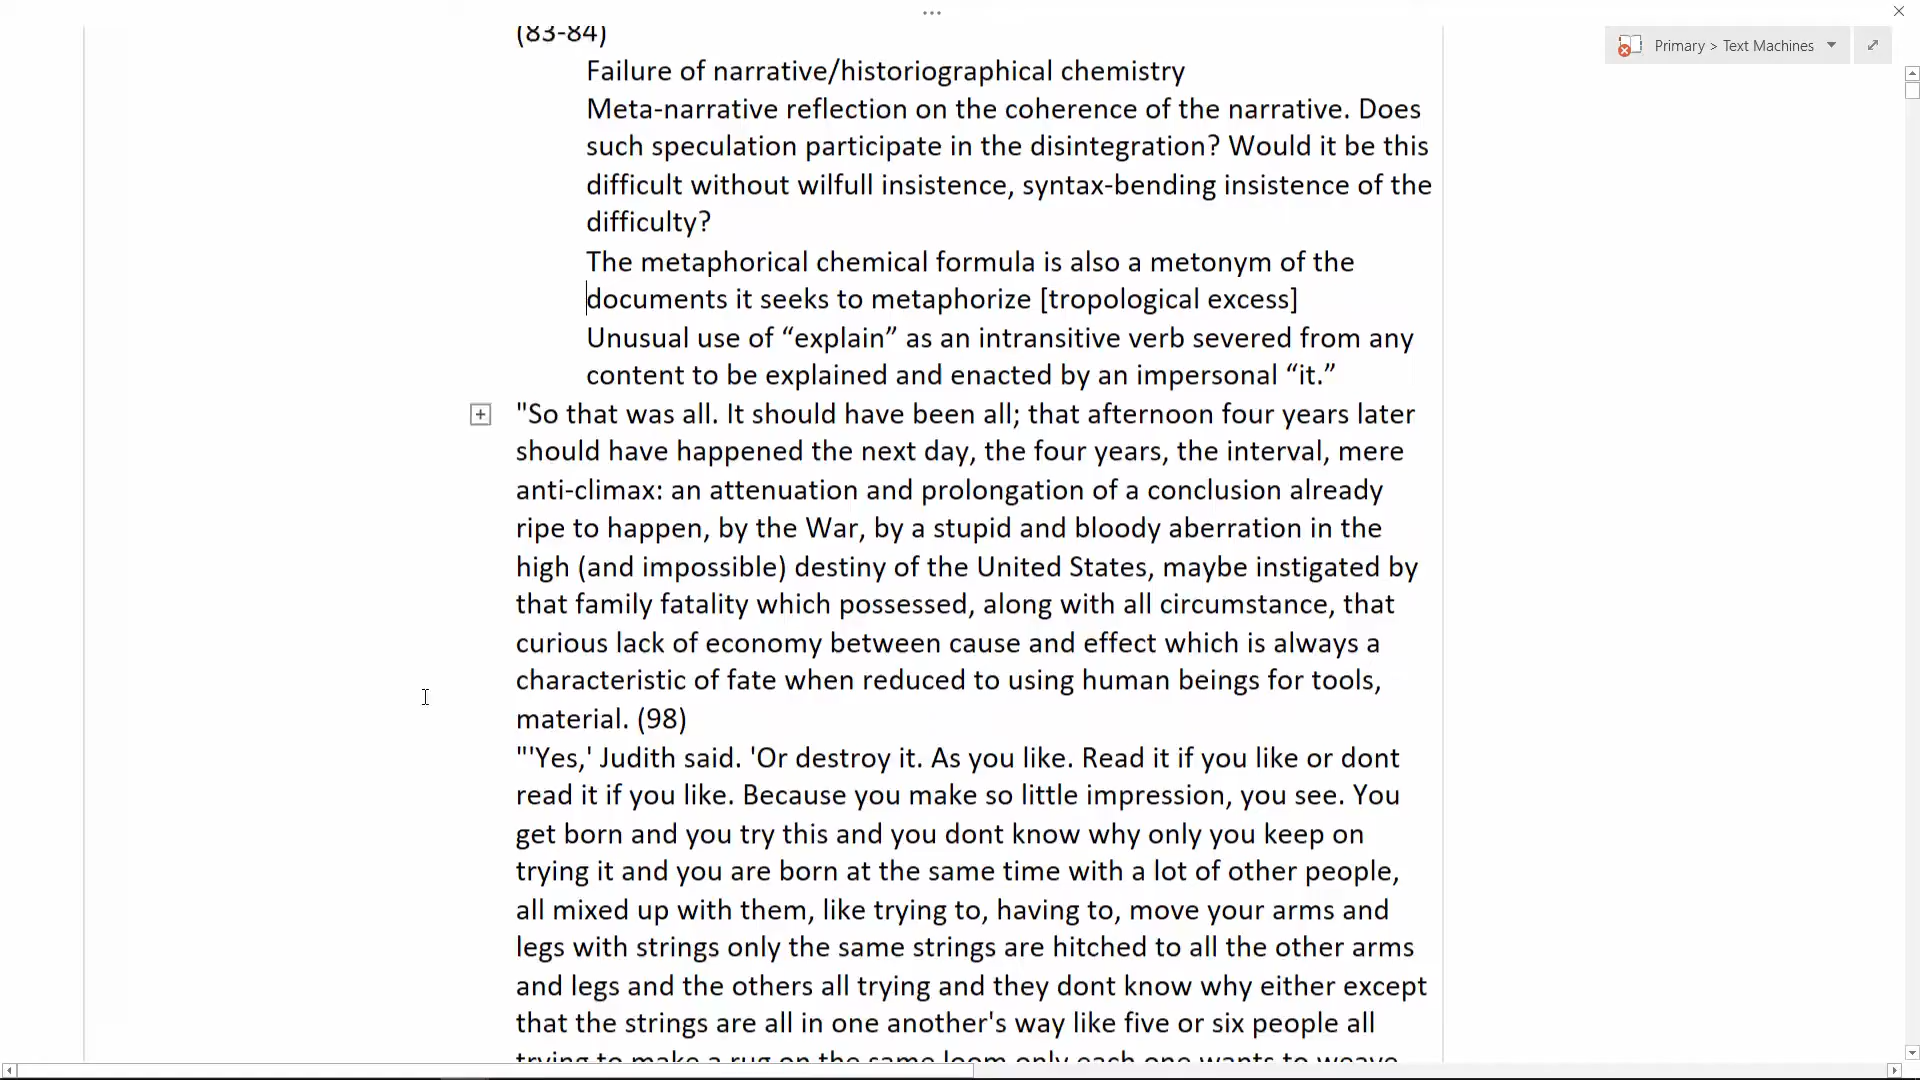 ...
(83-84)
Primary > Text Machines
Failure of narrative/historiographical chemistry
Meta-narrative reflection on the coherence of the narrative. Does
such speculation participate in the disintegration? Would it be this
difficult without wilfull insistence, syntax-bending insistence of the
difficulty?
The metaphorical chemical formula is also a metonym of the
documents it seeks to metaphorize [tropological excess]
Unusual use of “explain” as an intransitive verb severed from any
content to be explained and enacted by an impersonal “it.”
"So that was all. It should have been all; that afternoon four years later
should have happened the next day, the four years, the interval, mere
anti-climax: an attenuation and prolongation of a conclusion already
ripe to happen, by the War, by a stupid and bloody aberration in the
high (and impossible) destiny of the United States, maybe instigated by
that family fatality which possessed, along with all circumstance, that
curious lack of economy between cause and effect which is always a
characteristic of fate when reduced to using human beings for tools,
material. (98)
"'Yes,' Judith said. 'Or destroy it. As you like. Read it if you like or dont
read it if you like. Because you make so little impression, you see. You
get born and you try this and you dont know why only you keep on
trying it and you are born at the same time with a lot of other people,
all mixed up with them, like trying to, having to, move your arms and
legs with strings only the same strings are hitched to all the other arms
and legs and the others all trying and they dont know why either except
that the strings are all in one another's way like five or six people all
trying to make a rug on the same loom only each one wants to weave